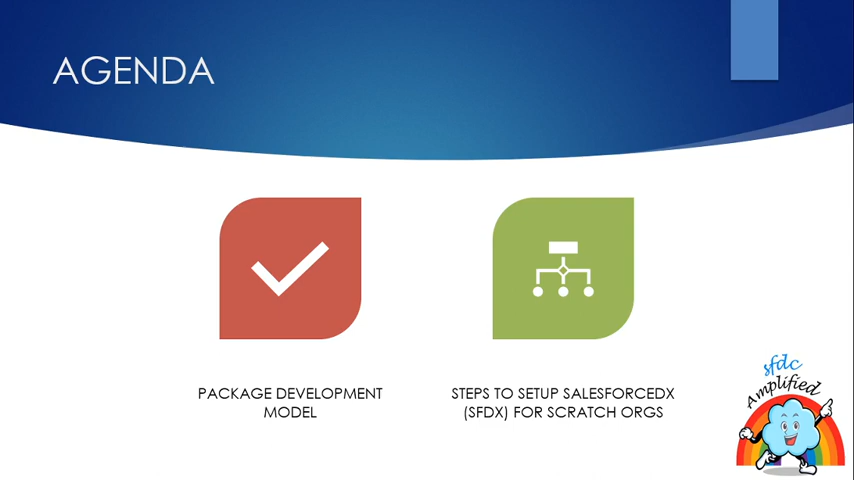 AGENDA
PACKAGE DEVELOPMENT
MODEL
STEPS TO SETUP SALESFORCEDX
(SFDX) FOR SCRATCH ORGS
sfdc
Amplified